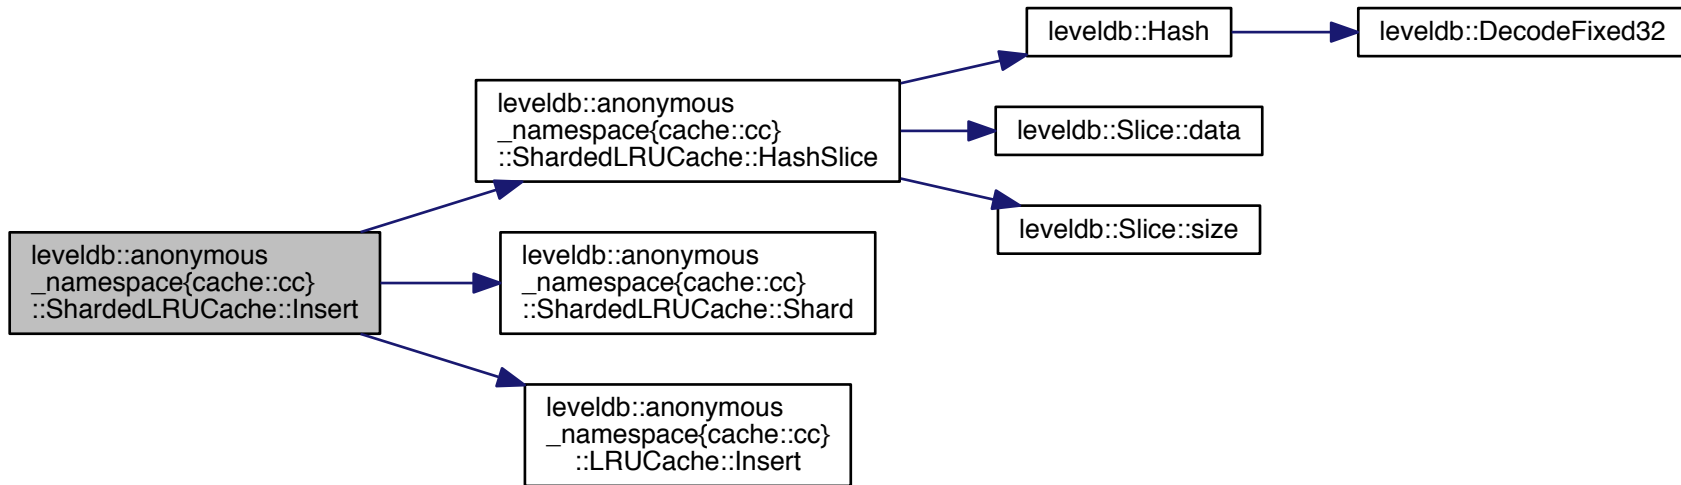 leveldb::anonymous
_namespace{cache::cc}
::ShardedLRUCache::Insert
leveldb::anonymous
_namespace{cache::cc}
::ShardedLRUCache::HashSlice
leveldb::Hash
leveldb::DecodeFixed32
leveldb::Slice::data
leveldb::Slice::size
leveldb::anonymous
_namespace{cache::cc}
::ShardedLRUCache::Shard
leveldb::anonymous
_namespace{cache::cc}
::LRUCache::Insert